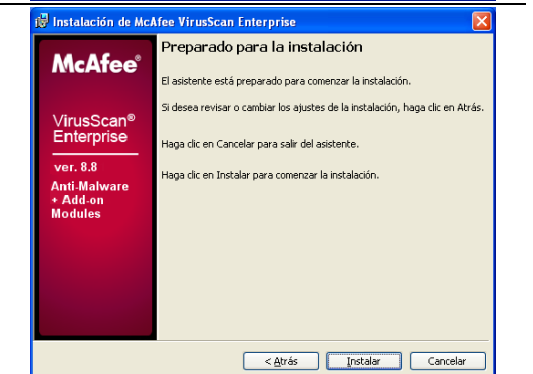 Instalación de McAfee VirusScan Enterprise
McAfee®
VirusScan®
Enterprise
ver. 8.8
Anti-Malware
+ Add-on
Modules
Preparado para la instalación
El asistente está preparado para comenzar la instalación.
Si desea revisar o cambiar los ajustes de la instalación, haga clic en Atrás.
Haga clic en Cancelar para salir del asistente.
Haga clic en Instalar para comenzar la instalación.
< Atrás
Instalar
Cancelar